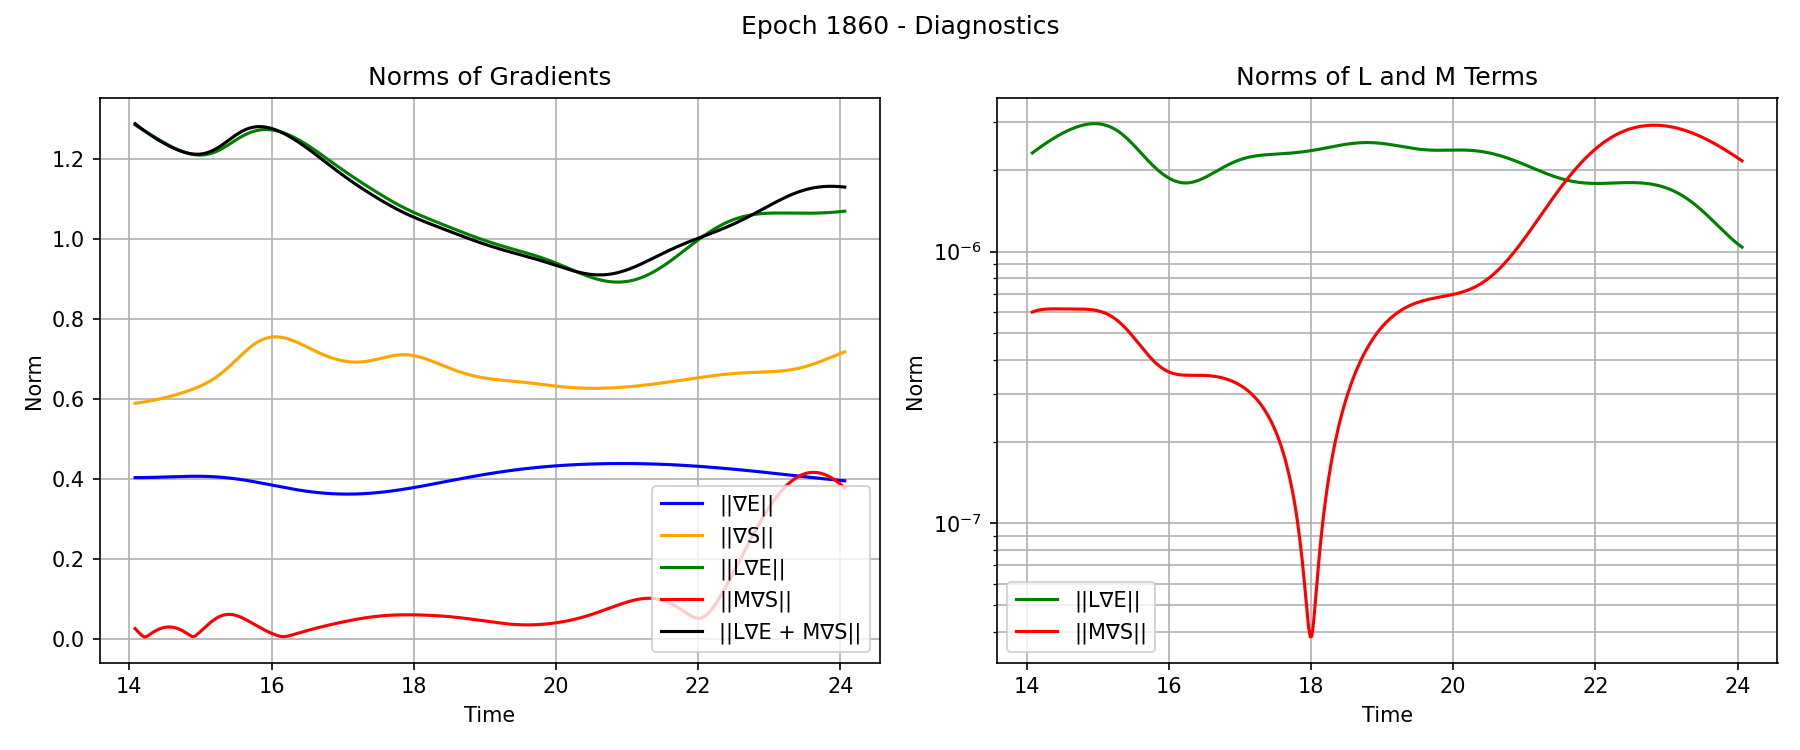 Epoch 1860 - Diagnostics
Norms of Gradients
Norm
1.2
1.0
0.8
0.6
0.4
0.2
0.0
14 16 18 20 22 24
Time
||∇E||
||∇S||
||L∇E||
||M∇S||
||L∇E + M∇S||
Norms of L and M Terms
Norm
10⁻⁶
10⁻⁷
14 16 18 20 22 24
Time
||L∇E||
||M∇S||